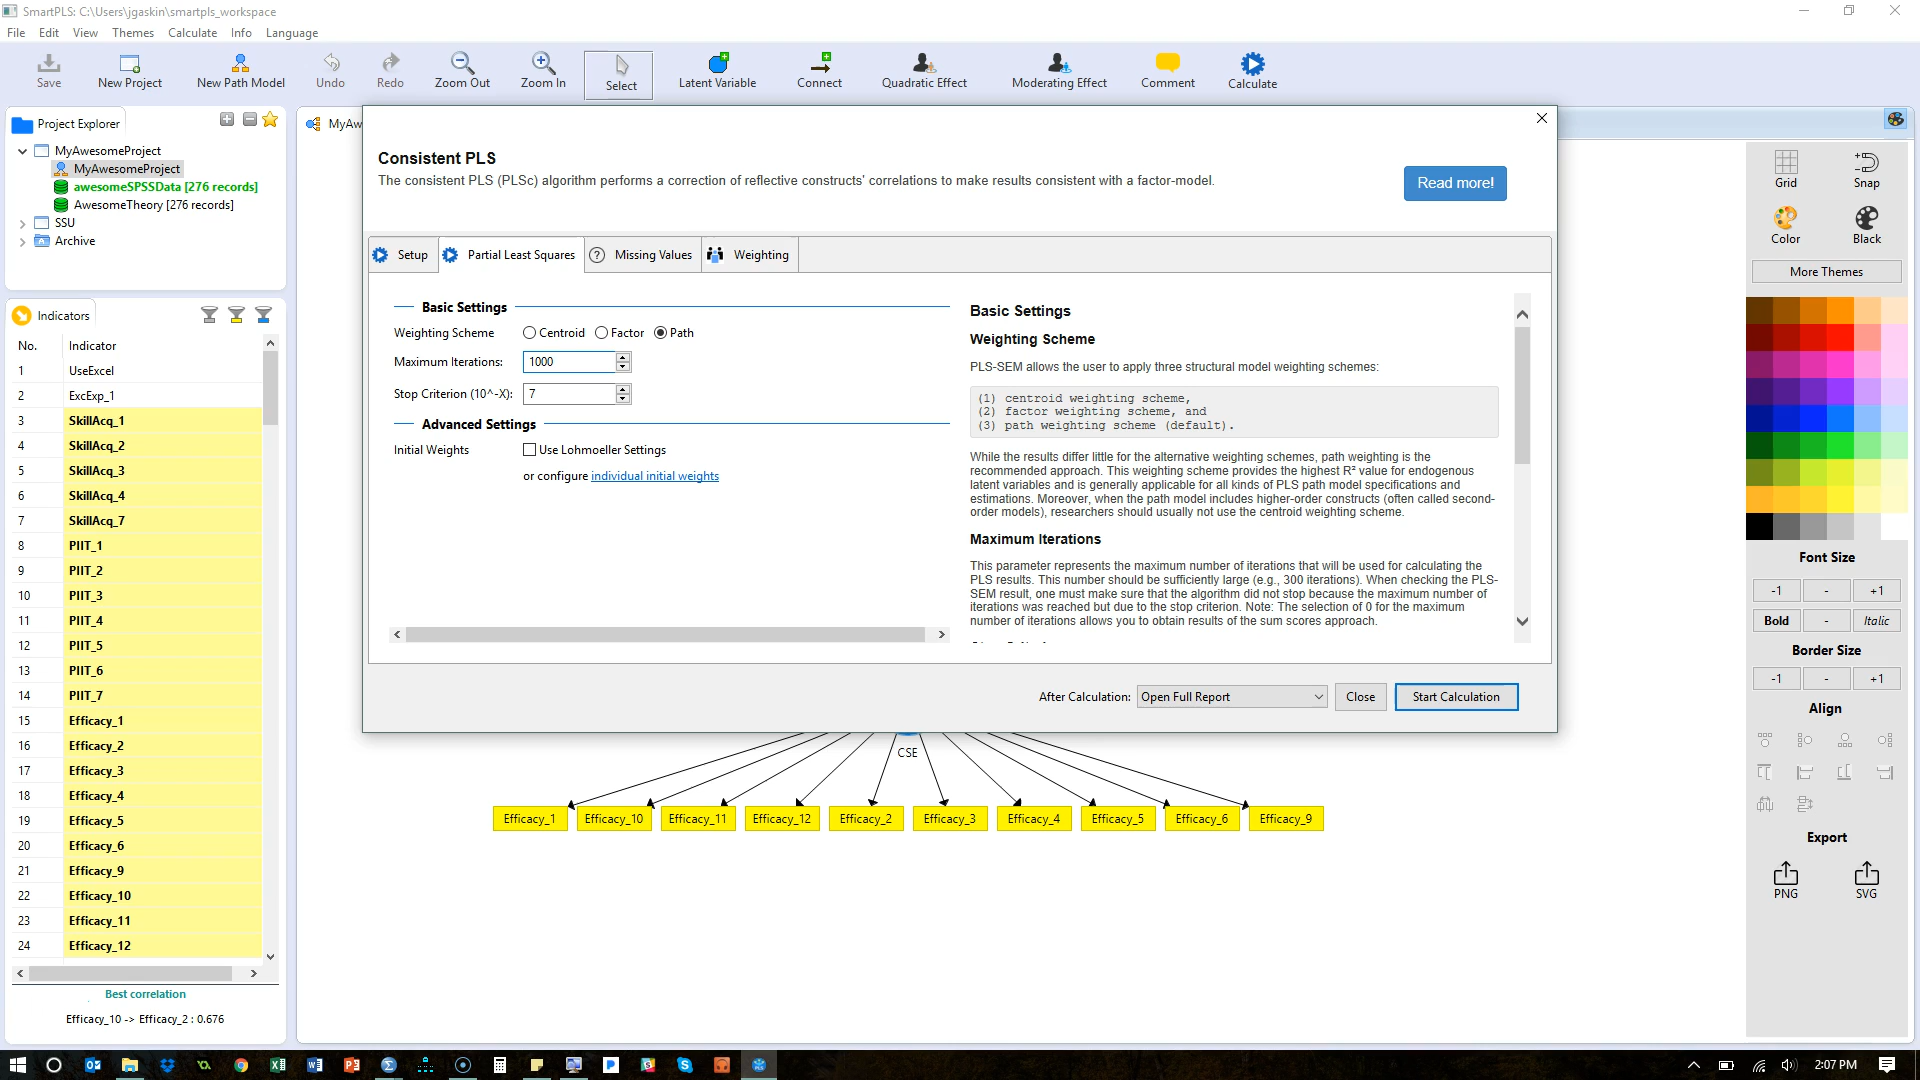 SmartPLS: C:\Users\jgaskin\smartpls_workspace
File Edit View Themes Calculate Info Language
Save New Project New Path Model Undo Redo Zoom Out Zoom In Select Latent Variable Connect Quadratic Effect Moderating Effect Comment Calculate
Project Explorer
MyAwesomeProject
MyAwesomeProject
awesomeSPSSData [276 records]
AwesomeTheory [276 records]
SSU
Archive
Indicators
No. Indicator
1 UseExcel
2 ExcExp_1
3 SkillAcq_1
4 SkillAcq_2
5 SkillAcq_3
6 SkillAcq_4
7 SkillAcq_7
8 PIIT_1
9 PIIT_2
10 PIIT_3
11 PIIT_4
12 PIIT_5
13 PIIT_6
14 PIIT_7
15 Efficacy_1
16 Efficacy_2
17 Efficacy_3
18 Efficacy_4
19 Efficacy_5
20 Efficacy_6
21 Efficacy_9
22 Efficacy_10
23 Efficacy_11
24 Efficacy_12
Best correlation
Efficacy_10 -> Efficacy_2 : 0.676
MyAw
Consistent PLS
The consistent PLS (PLSc) algorithm performs a correction of reflective constructs' correlations to make results consistent with a factor-model.
Read more!
Setup Partial Least Squares Missing Values Weighting
Basic Settings
Weighting Scheme Centroid Factor Path
Maximum Iterations: 1000
Stop Criterion (10^-X): 7
Advanced Settings
Initial Weights Use Lohmoeller Settings
or configure individual initial weights
Basic Settings
Weighting Scheme
PLS-SEM allows the user to apply three structural model weighting schemes:
(1) centroid weighting scheme,
(2) factor weighting scheme, and
(3) path weighting scheme (default).
While the results differ little for the alternative weighting schemes, path weighting is the
recommended approach. This weighting scheme provides the highest R² value for endogenous
latent variables and is generally applicable for all kinds of PLS path model specifications and
estimations. Moreover, when the path model includes higher-order constructs (often called second-
order models), researchers should usually not use the centroid weighting scheme.
Maximum Iterations
This parameter represents the maximum number of iterations that will be used for calculating the
PLS results. This number should be sufficiently large (e.g., 300 iterations). When checking the PLS-
SEM result, one must make sure that the algorithm did not stop because the maximum number of
iterations was reached but due to the stop criterion. Note: The selection of 0 for the maximum
number of iterations allows you to obtain results of the sum scores approach.
After Calculation: Open Full Report Close Start Calculation
CSE
Efficacy_1 Efficacy_10 Efficacy_11 Efficacy_12 Efficacy_2 Efficacy_3 Efficacy_4 Efficacy_5 Efficacy_6 Efficacy_9
Grid Snap
Color Black
More Themes
Font Size
-1 - +1
Bold - Italic
Border Size
-1 - +1
Align
Export
PNG SVG
2:07 PM